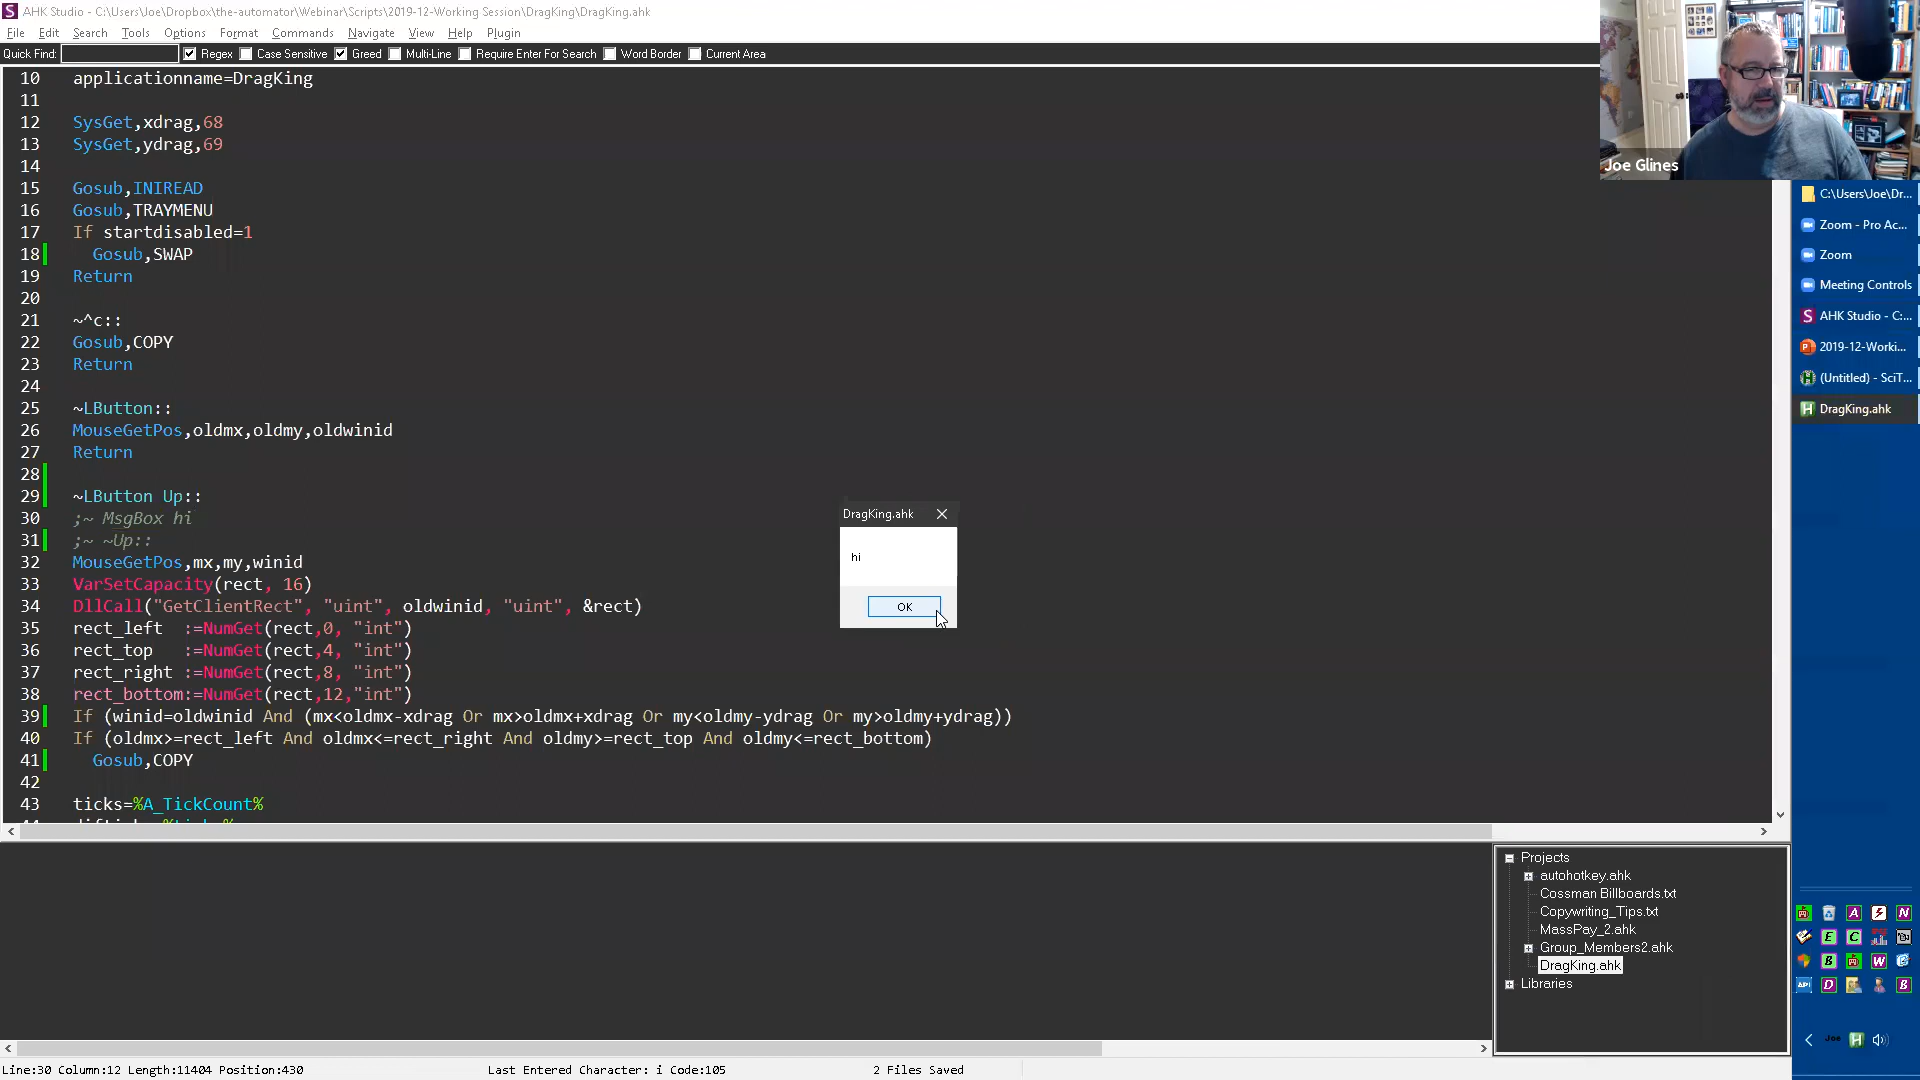 AHK Studio - C:\Users\Joe\Dropbox\the-automator\Webinar\Scripts\2019-12-Working Session\DragKing\DragKing.ahk
File Edit Search Tools Options Format Commands Navigate View Help Plugin
Quick Find: Regex Case Sensitive Greed Multi-Line Require Enter For Search Word Border Current Area
10 applicationname=DragKing
11
12 SysGet,xdrag,68
13 SysGet,ydrag,69
14
15 Gosub,INIREAD
16 Gosub,TRAYMENU
17 If startdisabled=1
18 Gosub,SWAP
19 Return
20
21 ~^c::
22 Gosub,COPY
23 Return
24
25 ~LButton::
26 MouseGetPos,oldmx,oldmy,oldwinid
27 Return
28
29 ~LButton Up::
30 ;~ MsgBox hi
31 ;~ ~Up::
32 MouseGetPos,mx,my,winid
33 VarSetCapacity(rect, 16)
34 DllCall("GetClientRect", "uint", oldwinid, "uint", &rect)
35 rect_left :=NumGet(rect,0, "int")
36 rect_top :=NumGet(rect,4, "int")
37 rect_right :=NumGet(rect,8, "int")
38 rect_bottom:=NumGet(rect,12,"int")
39 If (winid=oldwinid And (mx<oldmx-xdrag Or mx>oldmx+xdrag Or my<oldmy-ydrag Or my>oldmy+ydrag))
40 If (oldmx>=rect_left And oldmx<=rect_right And oldmy>=rect_top And oldmy<=rect_bottom)
41 Gosub,COPY
42
43 ticks=%A_TickCount%
DragKing.ahk
hi
OK
Joe Glines
C:\Users\Joe\Dr...
Zoom - Pro Ac...
Zoom
Meeting Controls
AHK Studio - C:...
2019-12-Worki...
(Untitled) - SciT...
DragKing.ahk
Projects
autohotkey.ahk
Cossman Billboards.txt
Copywriting_Tips.txt
MassPay_2.ahk
Group_Members2.ahk
DragKing.ahk
Libraries
A N
E C
B W
API D B
Joe H
Line:30 Column:12 Length:11404 Position:430 Last Entered Character: i Code:105 2 Files Saved